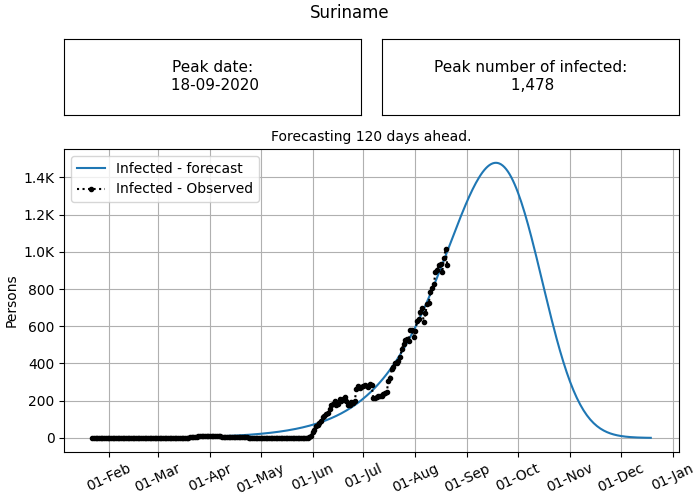 Suriname
Peak date:
18-09-2020
Peak number of infected:
1,478
Forecasting 120 days ahead.
Infected - forecast
Infected - Observed
Persons
1.4K
1.2K
1.0K
800
600
400
200
0
01-Feb
01-Mar
01-Apr
01-May
01-Jun
01-Jul
01-Aug
01-Sep
01-Oct
01-Nov
01-Dec
01-Jan